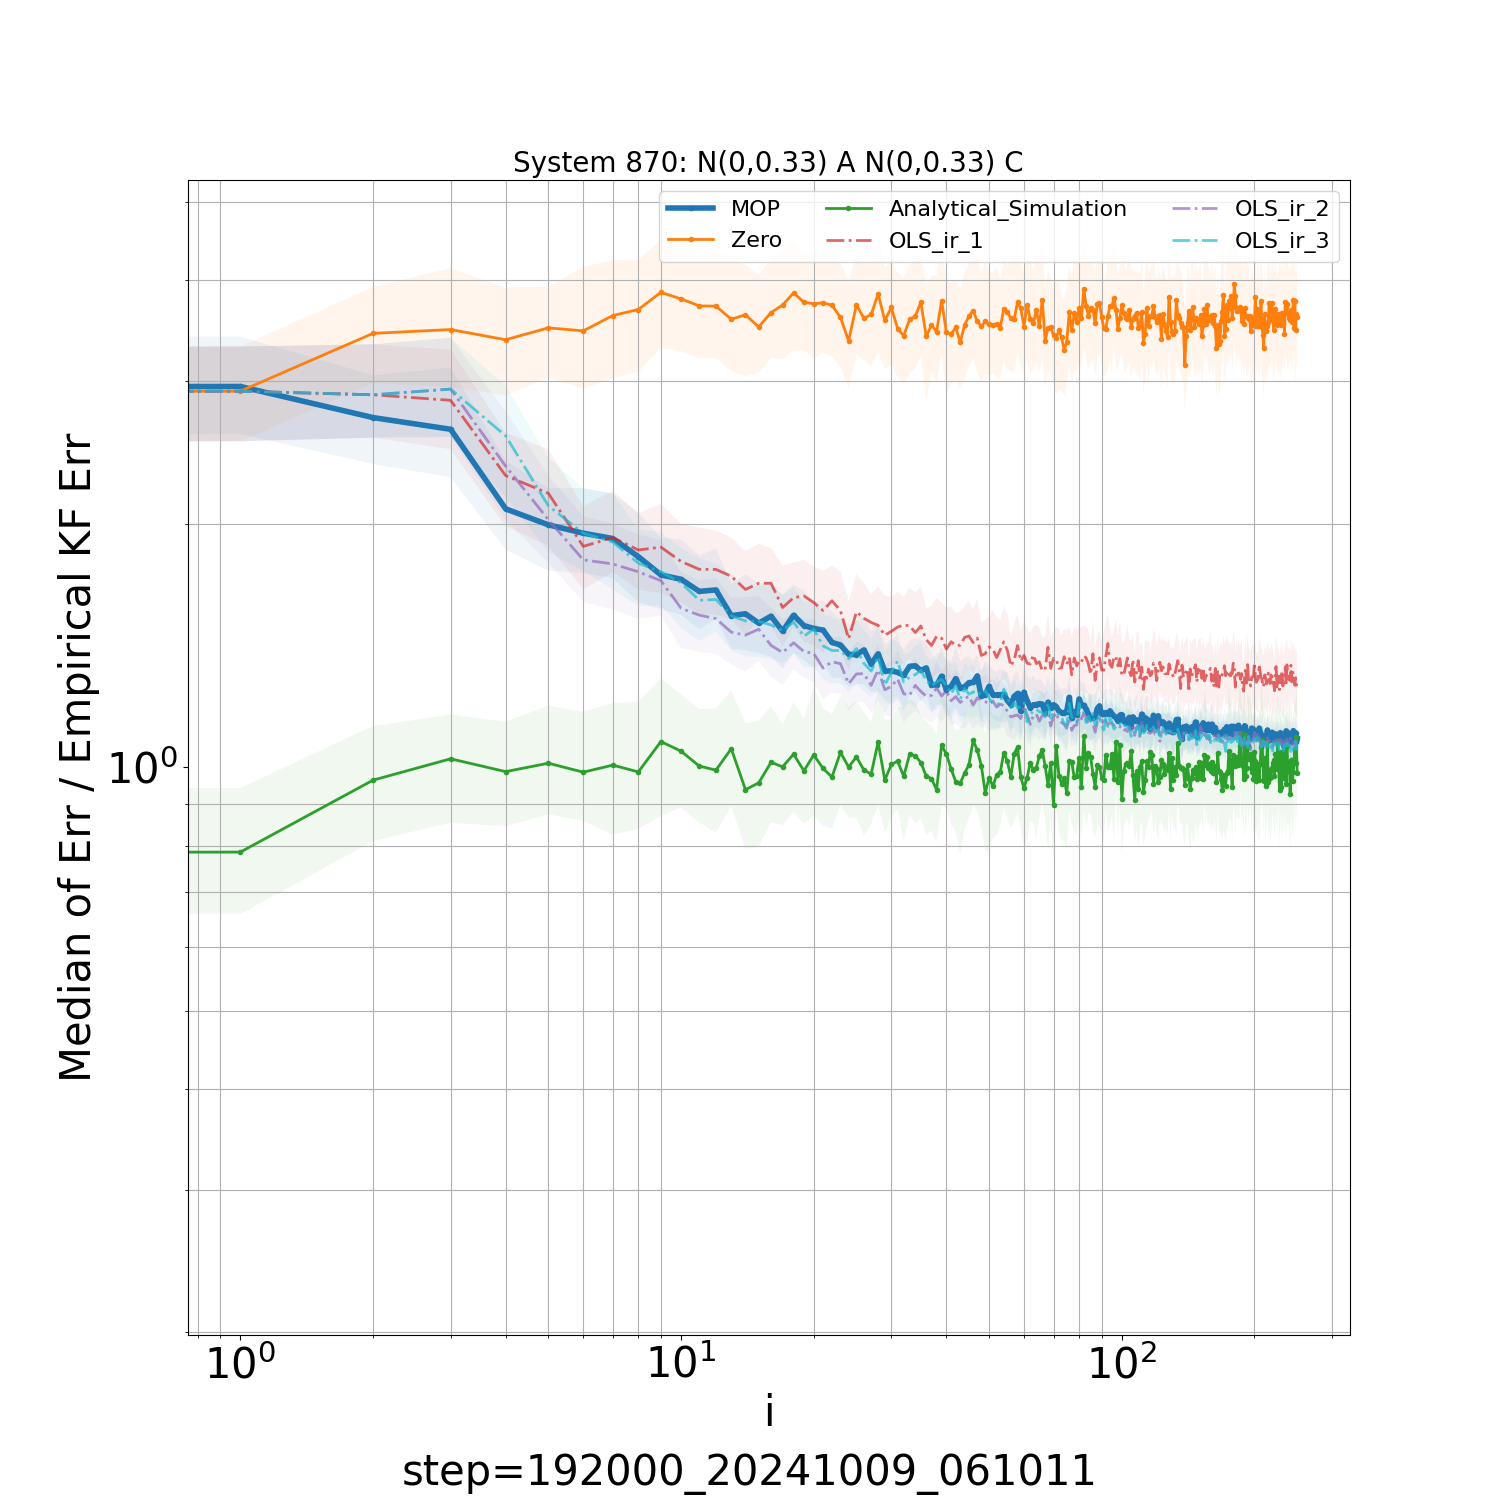 System 870: N(0,0.33) A N(0,0.33) C
MOP
Zero
Analytical_Simulation
OLS_ir_1
OLS_ir_2
OLS_ir_3
Median of Err / Empirical KF Err
10⁰
10⁰ 10¹ 10²
i
step=192000_20241009_061011